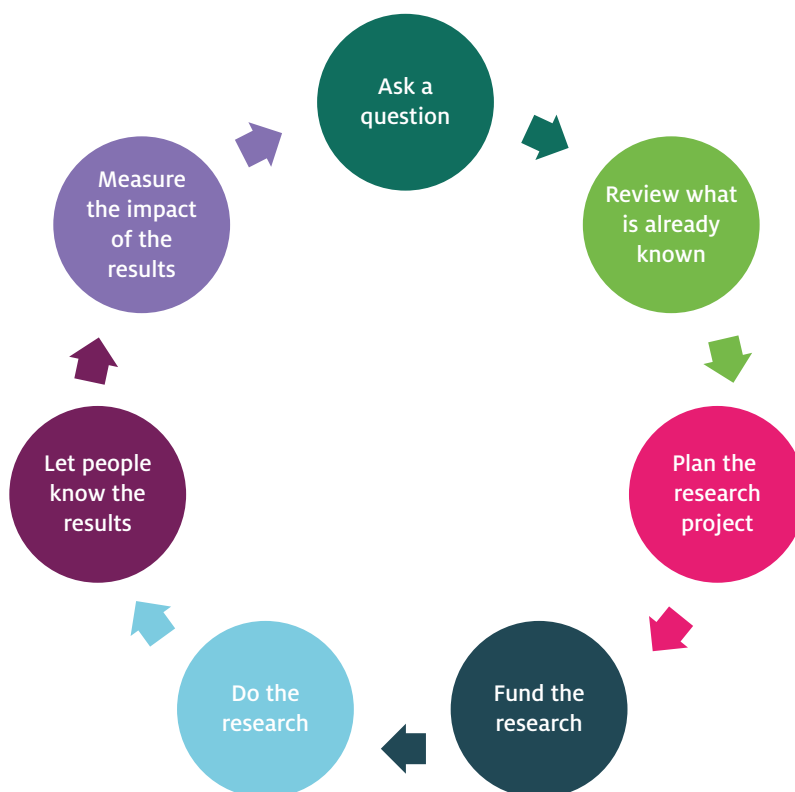 Ask a
question
Review what
is already
known
Plan the
research
project
Fund the
research
Do the
research
Let people
know the
results
Measure
the impact
of the
results